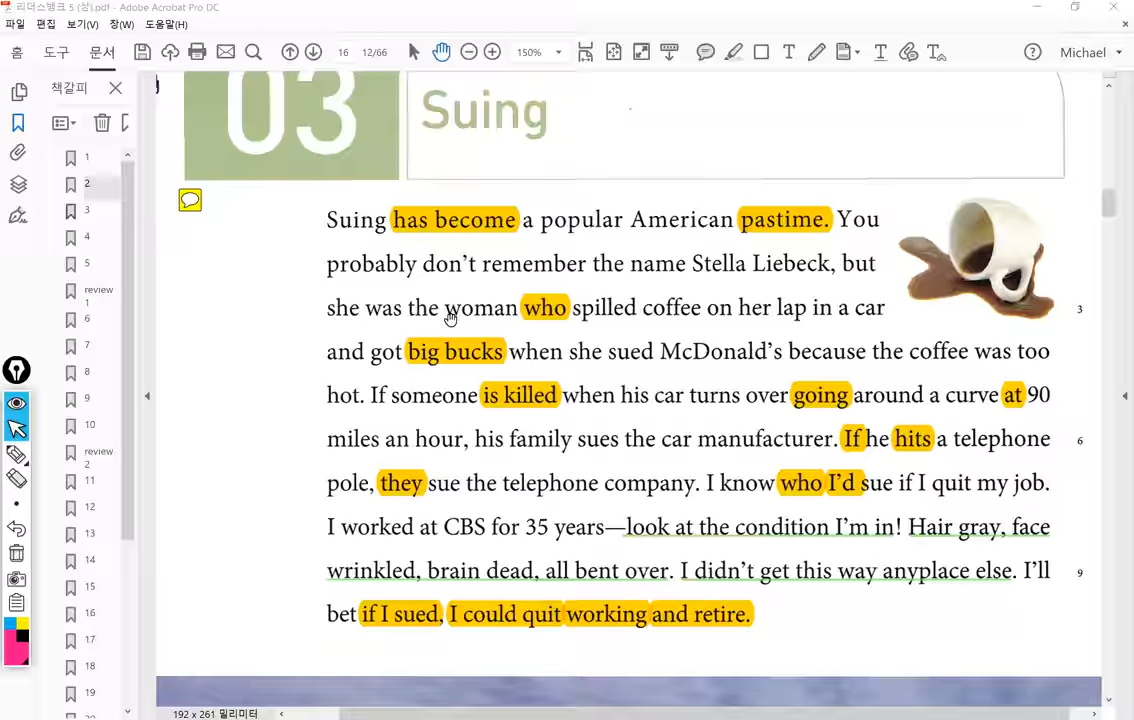 리더스뱅크 5 (상).pdf - Adobe Acrobat Pro DC
파일 편집 보기(V) 창(W) 도움말(H)
홈 도구 문서 16 12/66 150% Michael
책갈피
1
2
3
4
5
review 1
6
7
8
9
10
review 2
11
12
13
14
15
16
17
18
19
03 Suing
Suing has become a popular American pastime. You
probably don't remember the name Stella Liebeck, but
she was the woman who spilled coffee on her lap in a car
3
and got big bucks when she sued McDonald's because the coffee was too
hot. If someone is killed when his car turns over going around a curve at 90
miles an hour, his family sues the car manufacturer. If he hits a telephone
6
pole, they sue the telephone company. I know who I'd sue if I quit my job.
I worked at CBS for 35 years—look at the condition I'm in! Hair gray, face
wrinkled, brain dead, all bent over. I didn't get this way anyplace else. I'll
9
bet if I sued, I could quit working and retire.
192 x 261 밀리미터